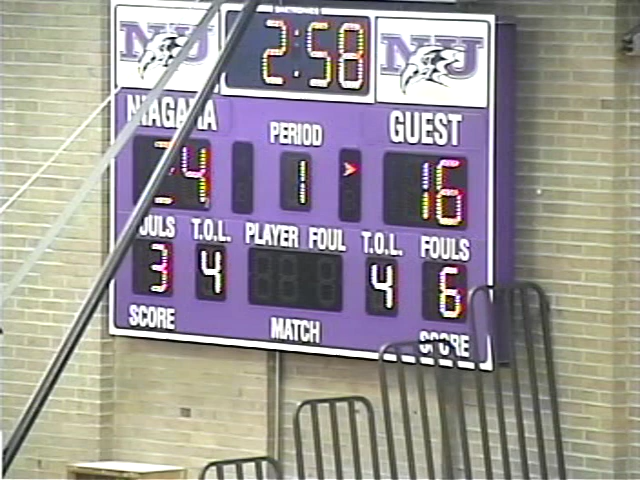 NU 2:58 NU
NIAGARA PERIOD GUEST
24 1 16
OULS T.O.L. PLAYER FOUL T.O.L. FOULS
3 4 4 6
SCORE MATCH SCORE